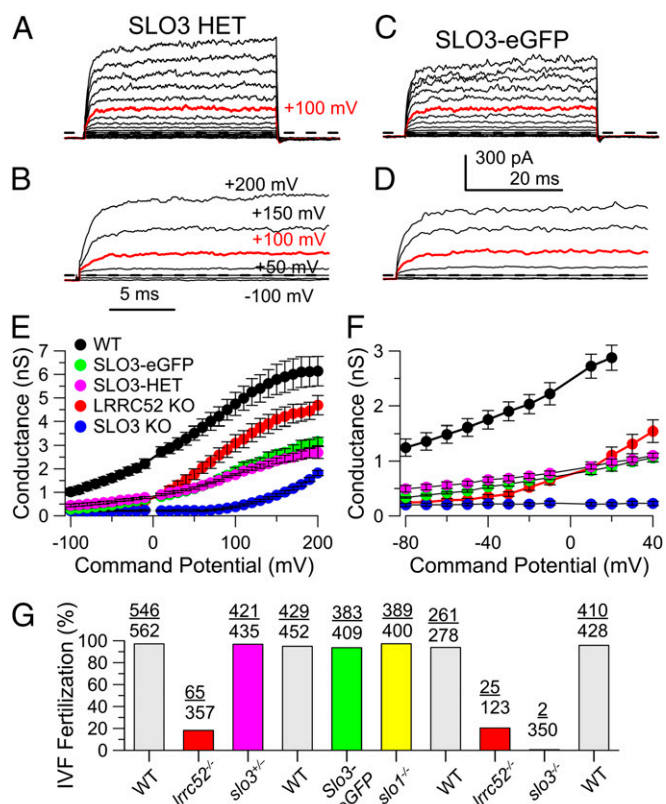 A
SLO3 HET
+100 mV
C
SLO3-eGFP
B
+200 mV
+150 mV
+100 mV
+50 mV
-100 mV
5 ms
D
300 pA
20 ms
E
WT
SLO3-eGFP
SLO3-HET
LRRC52 KO
SLO3 KO
Conductance (nS)
7
6
5
4
3
2
1
0
-100
0
100
200
Command Potential (mV)
F
Conductance (nS)
3
2
1
0
-80
-40
0
40
Command Potential (mV)
G
IVF Fertilization (%)
100
80
60
40
20
0
546
562
65
357
421
435
429
452
383
409
389
400
261
278
25
123
2
350
410
428
WT
lrrc52-/-
slo3+/-
WT
Slo3-
eGFP
slo1-/-
WT
lrrc52-/-
slo3-/-
WT